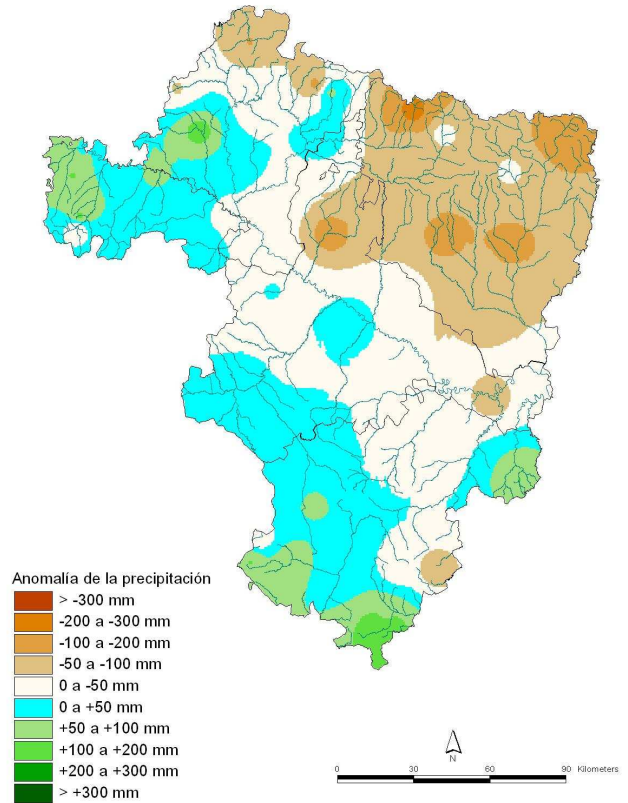 Anomalía de la precipitación
> -300 mm
-200 a -300 mm
-100 a -200 mm
-50 a -100 mm
0 a -50 mm
0 a +50 mm
+50 a +100 mm
+100 a +200 mm
+200 a +300 mm
> +300 mm
N
0 30 60 90 Kilometers